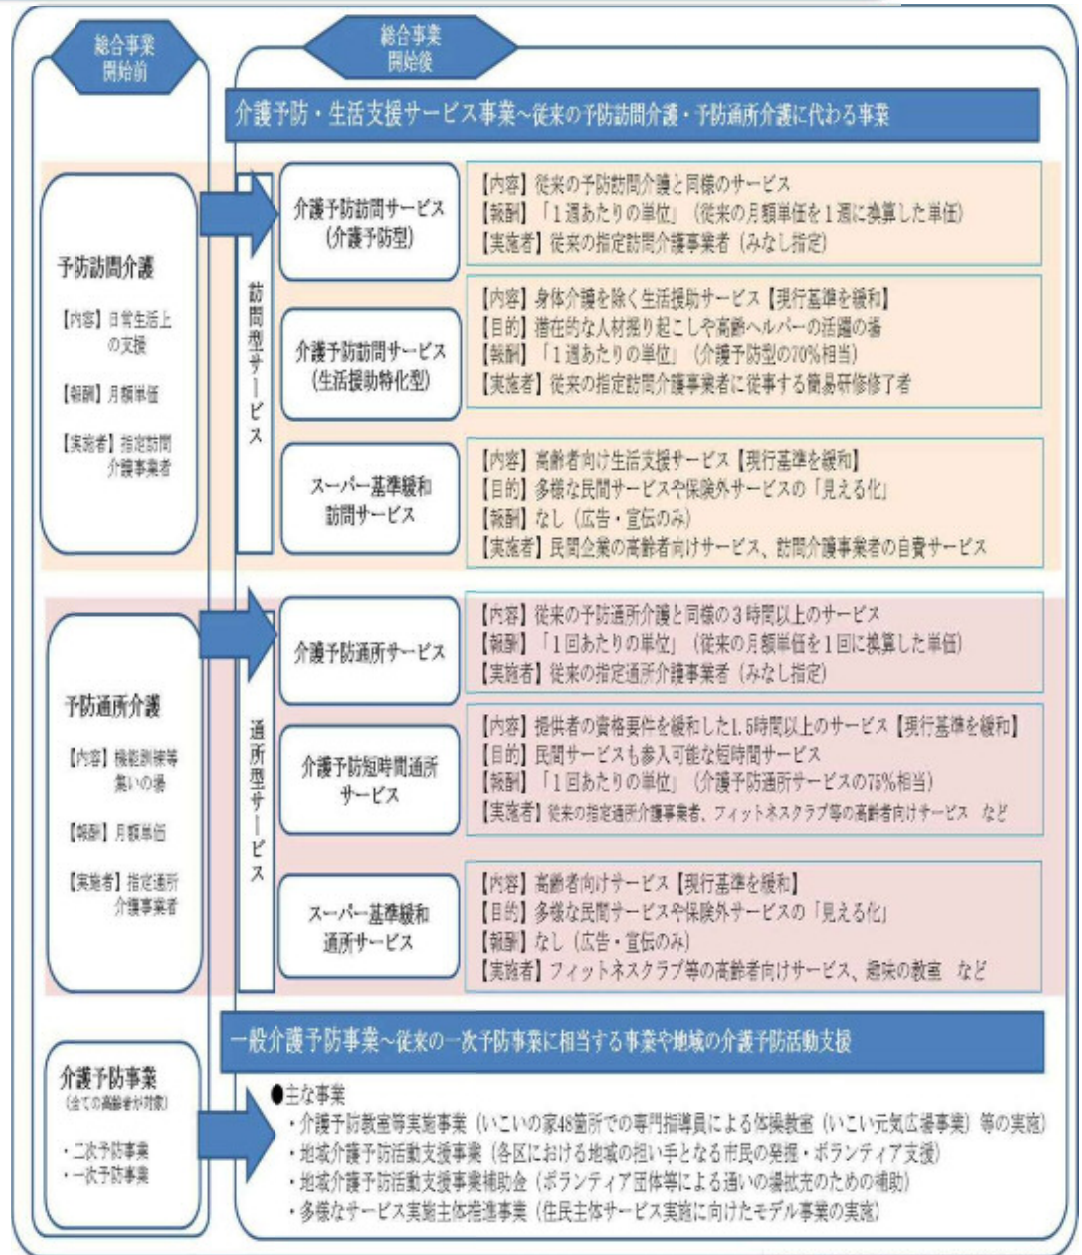 総合事業
開始前
総合事業
開始後
介護予防・生活支援サービス事業～従来の予防訪問介護・予防通所介護に代わる事業
予防訪問介護
【内容】日常生活上
の支援
【報酬】月額単価
【実施者】指定訪問
介護事業者
訪問型サービス
介護予防訪問サービス
(介護予防型)
【内容】従来の予防訪問介護と同様のサービス
【報酬】「１週あたりの単位」（従来の月額単価を１週に換算した単価）
【実施者】従来の指定訪問介護事業者（みなし指定）
介護予防訪問サービス
(生活援助特化型)
【内容】身体介護を除く生活援助サービス【現行基準を緩和】
【目的】潜在的な人材掘り起こしや高齢ヘルパーの活躍の場
【報酬】「１週あたりの単位」（介護予防型の70％相当）
【実施者】従来の指定訪問介護事業者に従事する簡易研修修了者
スーパー基準緩和
訪問サービス
【内容】高齢者向け生活支援サービス【現行基準を緩和】
【目的】多様な民間サービスや保険外サービスの「見える化」
【報酬】なし（広告・宣伝のみ）
【実施者】民間企業の高齢者向けサービス、訪問介護事業者の自費サービス
予防通所介護
【内容】機能訓練等
集いの場
【報酬】月額単価
【実施者】指定通所
介護事業者
通所型サービス
介護予防通所サービス
【内容】従来の予防通所介護と同様の３時間以上のサービス
【報酬】「１回あたりの単位」（従来の月額単価を１回に換算した単価）
【実施者】従来の指定通所介護事業者（みなし指定）
介護予防短時間通所
サービス
【内容】提供者の資格要件を緩和した1.5時間以上のサービス【現行基準を緩和】
【目的】民間サービスも参入可能な短時間サービス
【報酬】「１回あたりの単位」（介護予防通所サービスの75％相当）
【実施者】従来の指定通所介護事業者、フィットネスクラブ等の高齢者向けサービス　など
スーパー基準緩和
通所サービス
【内容】高齢者向けサービス【現行基準を緩和】
【目的】多様な民間サービスや保険外サービスの「見える化」
【報酬】なし（広告・宣伝のみ）
【実施者】フィットネスクラブ等の高齢者向けサービス、趣味の教室　など
一般介護予防事業～従来の一次予防事業に相当する事業や地域の介護予防活動支援
介護予防事業
(全ての高齢者が対象)
・二次予防事業
・一次予防事業
●主な事業
・介護予防教室等実施事業（いこいの家48箇所での専門指導員による体操教室（いこい元気広場事業）等の実施）
・地域介護予防活動支援事業（各区における地域の担い手となる市民の発掘・ボランティア支援）
・地域介護予防活動支援事業補助金（ボランティア団体等による通いの場拡充のための補助）
・多様なサービス実施主体推進事業（住民主体サービス実施に向けたモデル事業の実施）